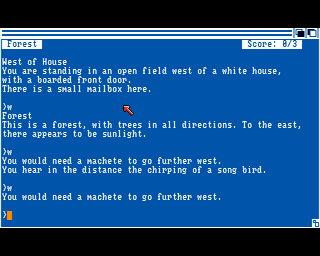 Forest Score: 0/3
West of House
You are standing in an open field west of a white house,
with a boarded front door.
There is a small mailbox here.
)w
Forest
This is a forest, with trees in all directions. To the east,
there appears to be sunlight.
)w
You would need a machete to go further west.
You hear in the distance the chirping of a song bird.
)w
You would need a machete to go further west.
)